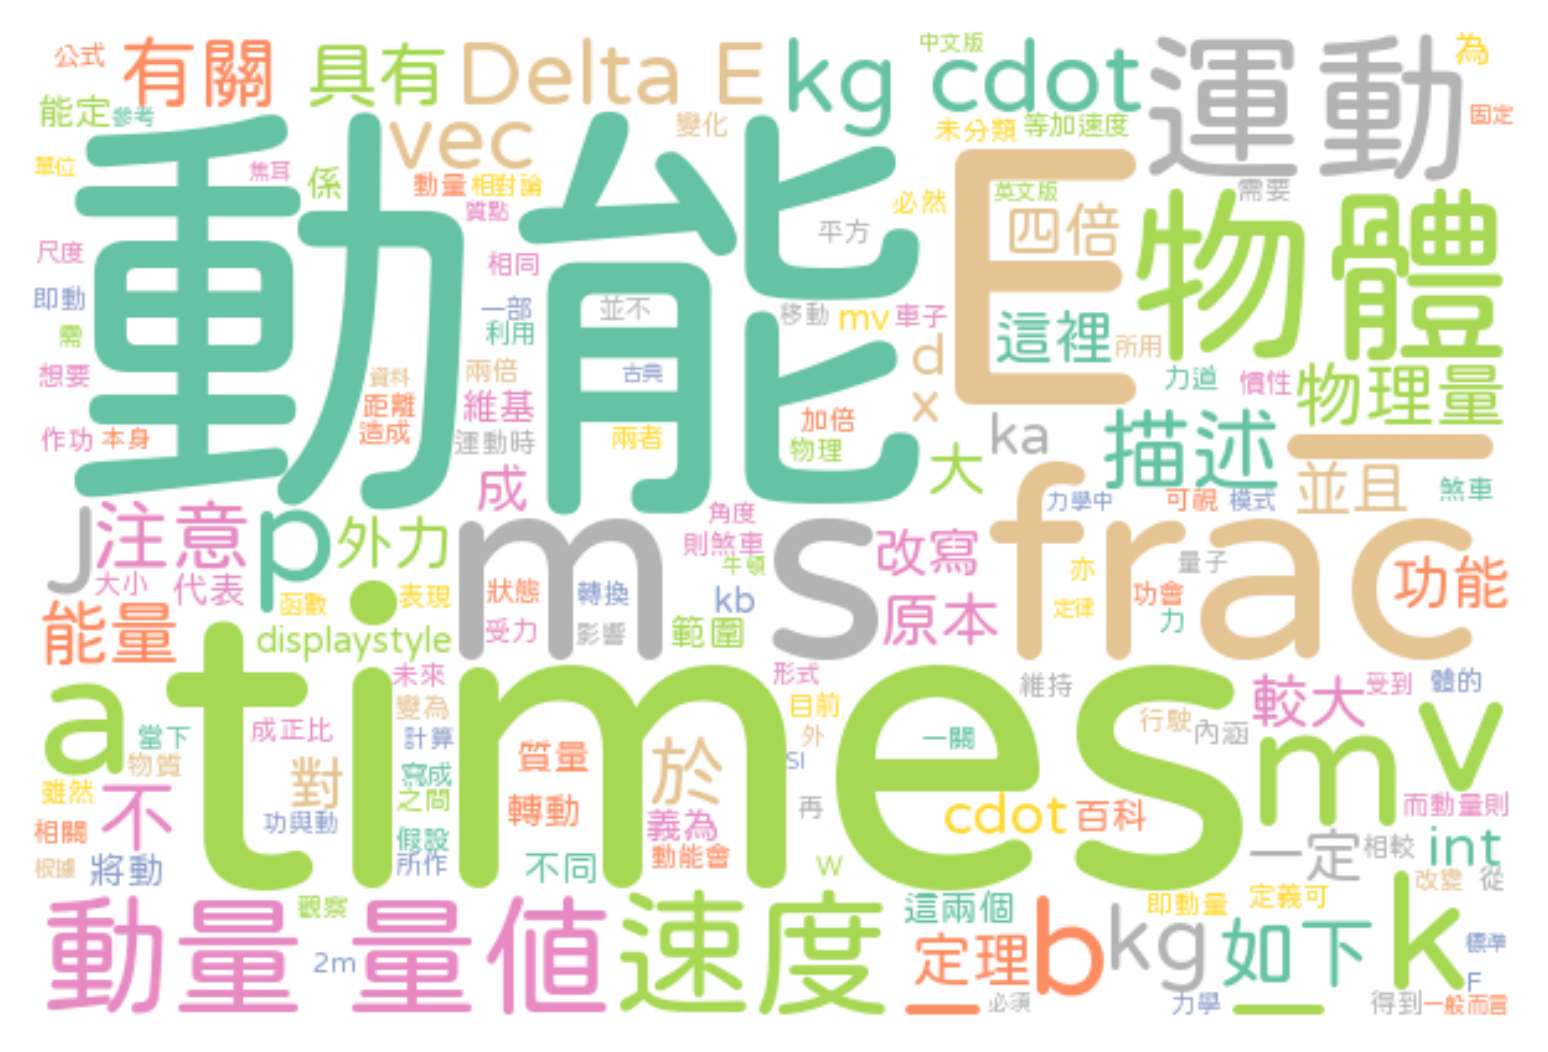 公式 有關 具有 Delta E kg cdot 中文版 運動 為
能定 參考 vec 變化 未分類 等加速度 固定
單位 焦耳 係 動量 相對論 質點 必然 英文版 需要
動能 E 四倍 物體
尺度 相同 平方
即動 一部 並不 移動 mv 車子 這裡 所用
需 利用 d
想要 資料 兩倍 古典 x 力道 慣性 物理量
距離 維基 加倍 ka 描述 一
作功 本身 造成 運動時 兩者 物理 大 並且 煞車
成 力學中 可視 模式
J 注意 p 外力 m s 角度 改寫 frac
則煞車 牛頓 量子 功能
大小 代表 函數 表現 狀態 轉換 kb 亦 功會
能量 displaystyle 受力 影響 範圍 原本 定律 力
times 未來 形式 維持 較大 受到 體的
a 當下 成正比 變為 目前 行駛 內涵 m v
物質 對 計算 質量 於 外 SI 一關
雖然 不 寫成 之間 轉動 義為 再 cdot 百科 而動量則
相關 功與動 假設 一定 相較 int
根據 將動 所作 不同 動能會 w 改變 從
動量 量值 速度 觀察 這兩個 即動量 定義可 k
2m 定理 b kg 如下 標準
F
一 必須 力學 一 得到 一般而言